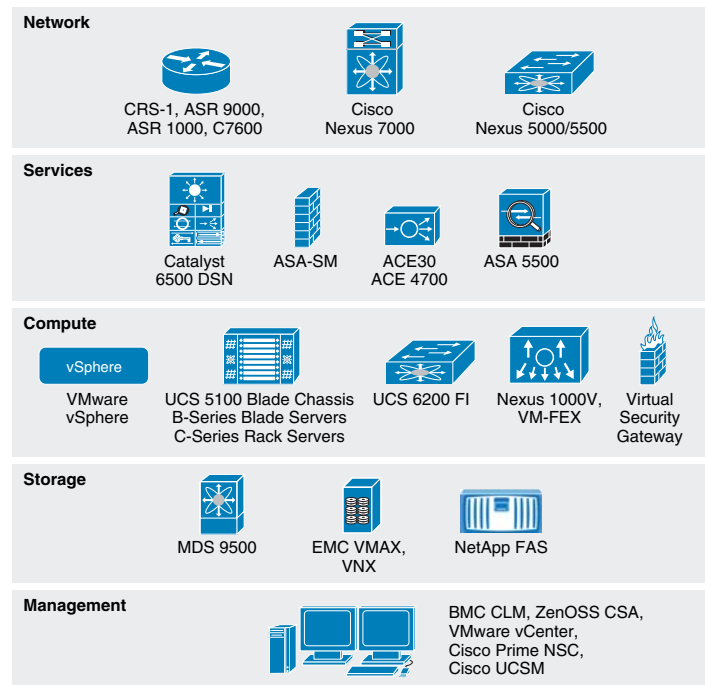 Network
CRS-1, ASR 9000,
ASR 1000, C7600
Cisco
Nexus 7000
Cisco
Nexus 5000/5500
Services
Catalyst
6500 DSN
ASA-SM
ACE30
ACE 4700
ASA 5500
Compute
vSphere
VMware
vSphere
UCS 5100 Blade Chassis
B-Series Blade Servers
C-Series Rack Servers
UCS 6200 FI
Nexus 1000V,
VM-FEX
Virtual
Security
Gateway
Storage
MDS 9500
EMC VMAX,
VNX
NetApp FAS
Management
BMC CLM, ZenOSS CSA,
VMware vCenter,
Cisco Prime NSC,
Cisco UCSM